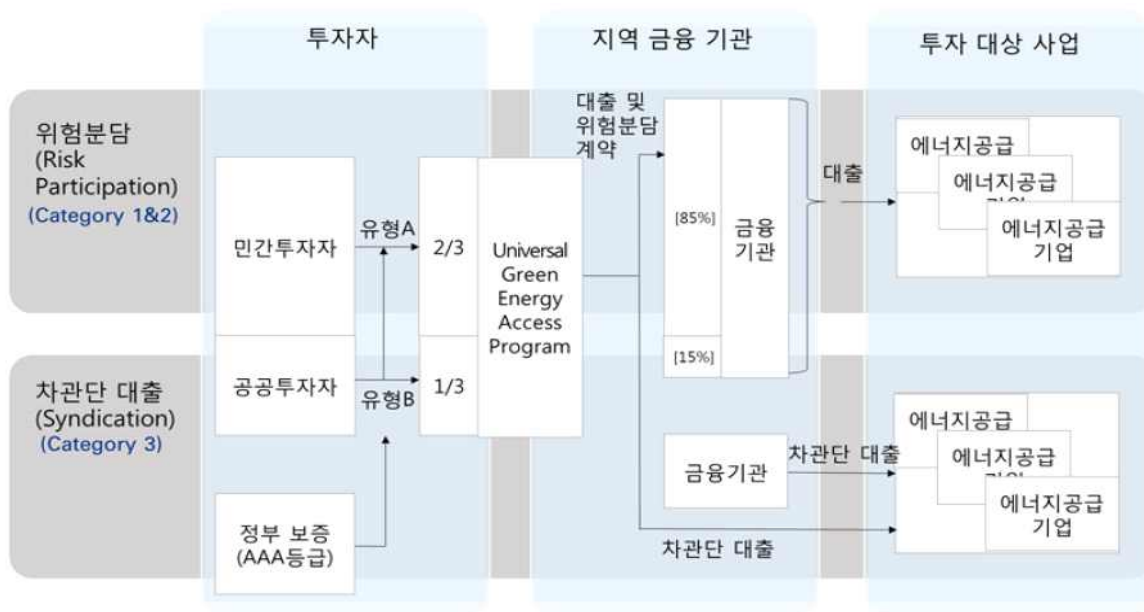 투자자
지역 금융 기관
투자 대상 사업
위험분담
(Risk
Participation)
(Category 1&2)
민간투자자
유형A
2/3
Universal
Green
Energy
Access
Program
대출 및
위험분담
계약
[85%]
금융
기관
[15%]
대출
에너지공급
에너지공급
기업
에너지공급
기업
차관단 대출
(Syndication)
(Category 3)
공공투자자
유형B
1/3
정부 보증
(AAA등급)
금융기관
차관단 대출
차관단 대출
에너지공급
에너지공급
기업
에너지공급
기업